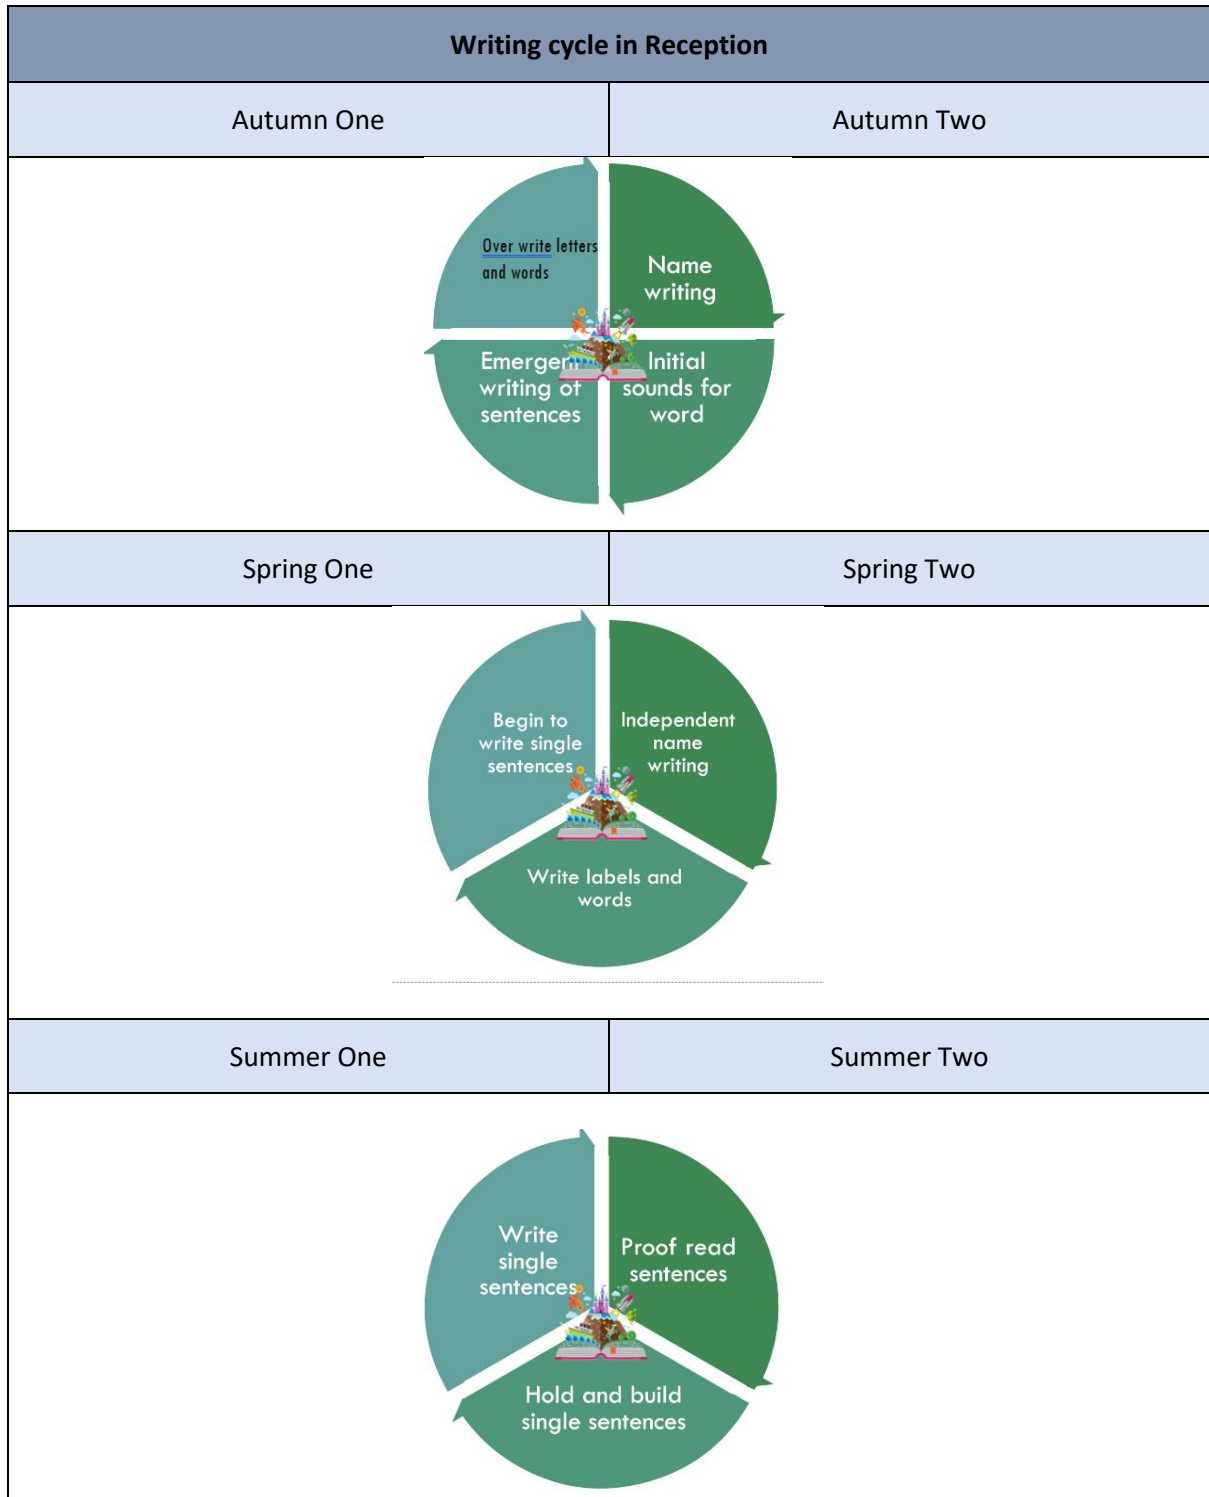 Writing cycle in Reception
Autumn One
Autumn Two
Over write letters
and words
Name
writing
Emergent
writing of
sentences
Initial
sounds for
word
Spring One
Spring Two
Begin to
write single
sentences
Independent
name
writing
Write labels and
words
Summer One
Summer Two
Write
single
sentences
Proof read
sentences
Hold and build
single sentences